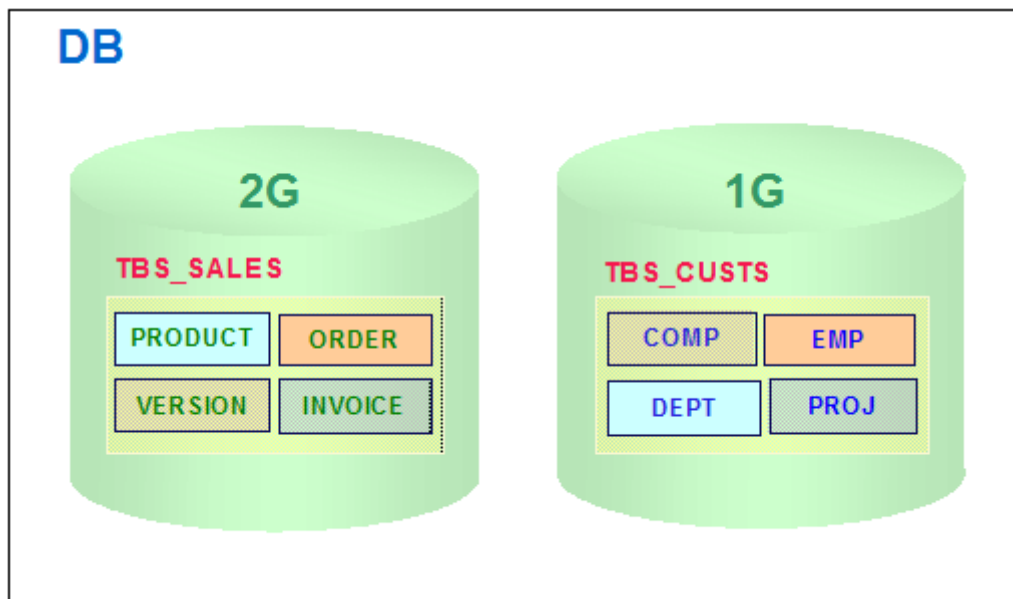 DB
2G
TBS_SALES
PRODUCT ORDER
VERSION INVOICE
1G
TBS_CUSTS
COMP EMP
DEPT PROJ